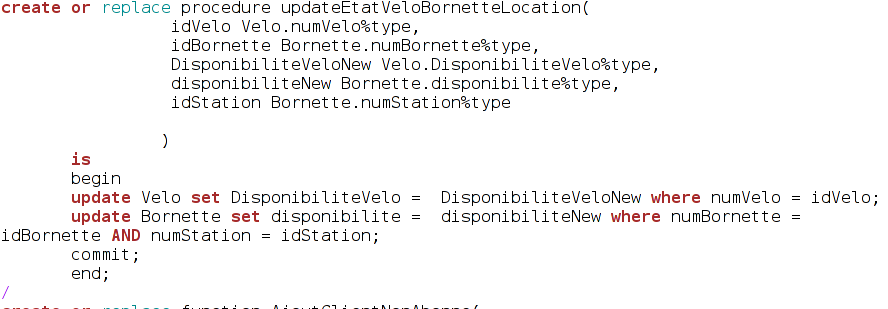 create or replace procedure updateEtatVeloBornetteLocation(
idVelo Velo.numVelo%type,
idBornette Bornette.numBornette%type,
DisponibiliteVeloNew Velo.DisponibiliteVelo%type,
disponibiliteNew Bornette.disponibilite%type,
idStation Bornette.numStation%type
)
is
begin
update Velo set DisponibiliteVelo =  DisponibiliteVeloNew where numVelo = idVelo;
update Bornette set disponibilite =  disponibiliteNew where numBornette =
idBornette AND numStation = idStation;
commit;
end;
/
create or replace function AjoutClientNonAbonne(